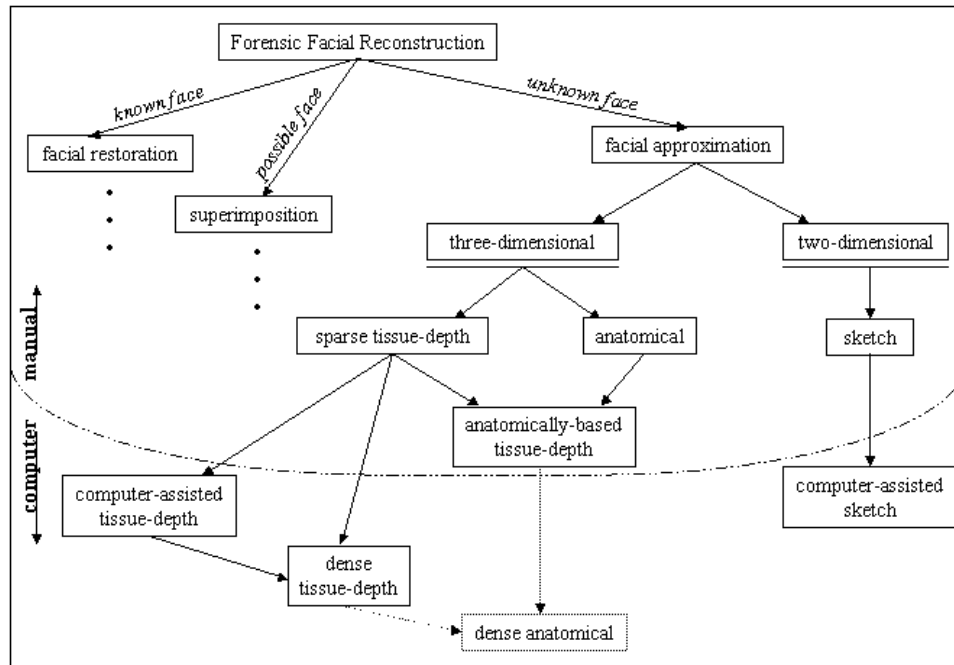 Forensic Facial Reconstruction
known face
possible face
unknown face
facial restoration
facial approximation
superimposition
three-dimensional
two-dimensional
manual
sparse tissue-depth
anatomical
sketch
anatomically-based
tissue-depth
computer
computer-assisted
tissue-depth
computer-assisted
sketch
dense
tissue-depth
dense anatomical